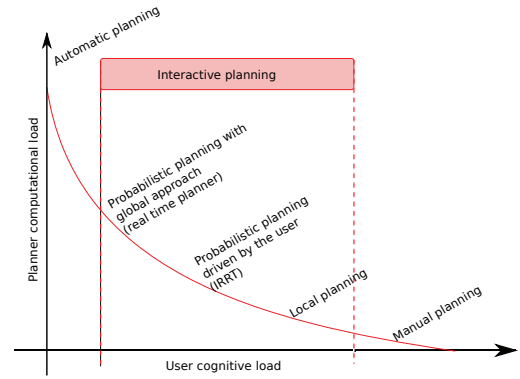 Automatic planning
Interactive planning
Probabilistic planning with
global approach
(real time planner)
Probabilistic planning
driven by the user
(IRRT)
Local planning
Manual planning
Planner computational load
User cognitive load